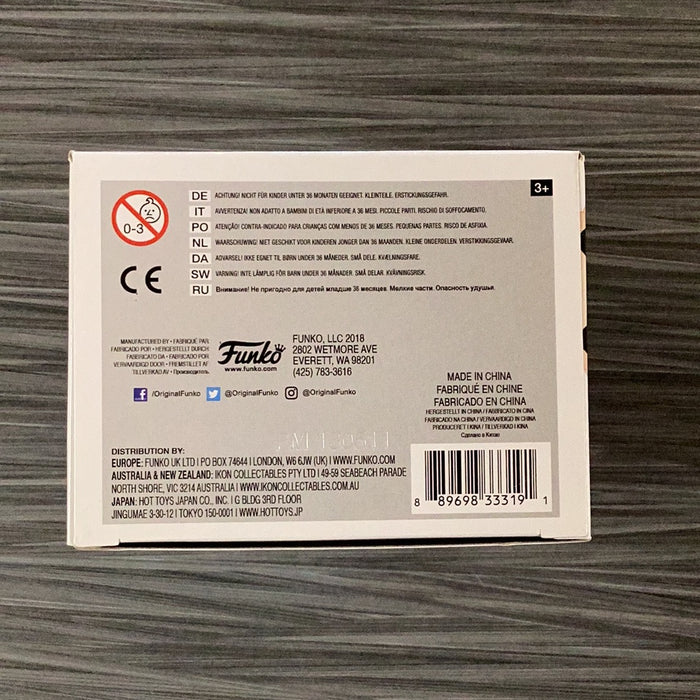 0-3
DE ACHTUNG! NICHT FÜR KINDER UNTER 36 MONATEN GEEIGNET. KLEINTEILE. ERSTICKUNGSGEFAHR.
IT AVVERTENZA! NON ADATTO A BAMBINI DI ETÀ INFERIORE A 36 MESI. PICCOLE PARTI. RISCHIO DI SOFFOCAMENTO.
PO ATENÇÃO! CONTRA-INDICADO PARA CRIANÇAS COM MENOS DE 36 MESES. PEQUENAS PARTES. RISCO DE ASFIXIA.
NL WAARSCHUWING! NIET GESCHIKT VOOR KINDEREN JONGER DAN 36 MAANDEN. KLEINE ONDERDELEN. VERSTIKKINGSGEVAAR.
DA ADVARSEL! IKKE EGNET TIL BØRN UNDER 36 MÅNEDER. SMÅ DELE. KVÆLNINGSFARE.
SW VARNING! INTE LÄMPLIG FÖR BARN UNDER 36 MÅNADER. SMÅ DELAR. KVÄVNINGSRISK.
RU Внимание! Не пригодно для детей младше 36 месяцев. Мелкие части. Опасность удушья.
3+
CE
MANUFACTURED BY • FABRIQUÉ PAR
FABRICADO POR • HERGESTELLT DURCH
FABBRICATO DA • FABRICADO POR
VERVAARDIGD DOOR • FREMSTILLET AF
TILLVERKAD AV • Производитель
Funko
www.funko.com
FUNKO, LLC 2018
2802 WETMORE AVE
EVERETT, WA 98201
(425) 783-3616
/OriginalFunko @OriginalFunko @OriginalFunko
MADE IN CHINA
FABRIQUÉ EN CHINE
FABRICADO EN CHINA
HERGESTELLT IN CHINA / FABBRICATO IN CINA
FABRICADO NA CHINA / VERVAARDIGD IN CHINA
PRODUCERET I KINA / TILLVERKAD I KINA
Сделано в Китае
DISTRIBUTION BY:
EUROPE: FUNKO UK LTD | PO BOX 74644 | LONDON, W6 6JW (UK) | WWW.FUNKO.COM
AUSTRALIA & NEW ZEALAND: IKON COLLECTABLES PTY LTD | 49-59 SEABEACH PARADE
NORTH SHORE, VIC 3214 AUSTRALIA | WWW.IKONCOLLECTABLES.COM.AU
JAPAN: HOT TOYS JAPAN CO., INC. | G BLDG 3RD FLOOR
JINGUMAE 3-30-12 | TOKYO 150-0001 | WWW.HOTTOYS.JP
8 89698 33319 1